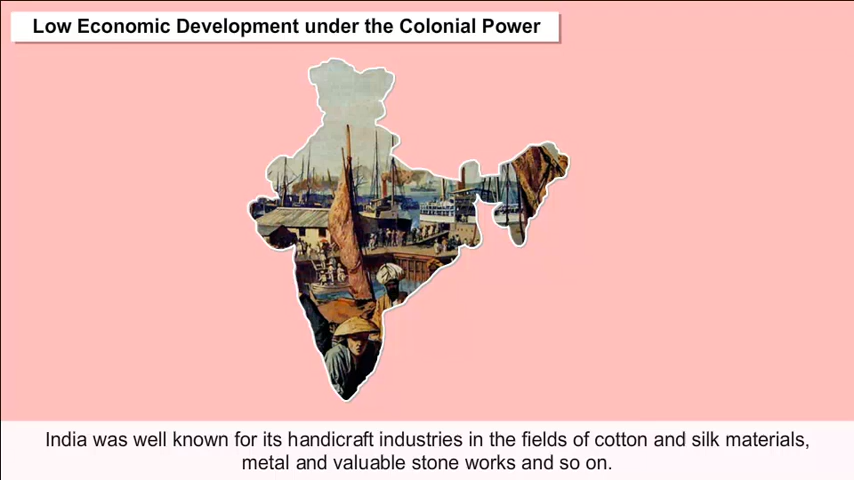 Low Economic Development under the Colonial Power
India was well known for its handicraft industries in the fields of cotton and silk materials,
metal and valuable stone works and so on.